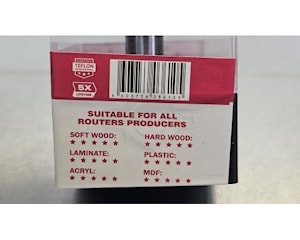 TEFLON
5X
SUITABLE FOR ALL
ROUTERS PRODUCERS
SOFT WOOD: HARD WOOD:
★ ★ ★ ★ ★ ★ ★ ★ ★ ★
LAMINATE: PLASTIC:
★ ★ ★ ★ ★ ★ ★ ★ ★ ★
ACRYL: MDF:
★ ★ ★ ★ ★ ★ ★ ★ ★ ★